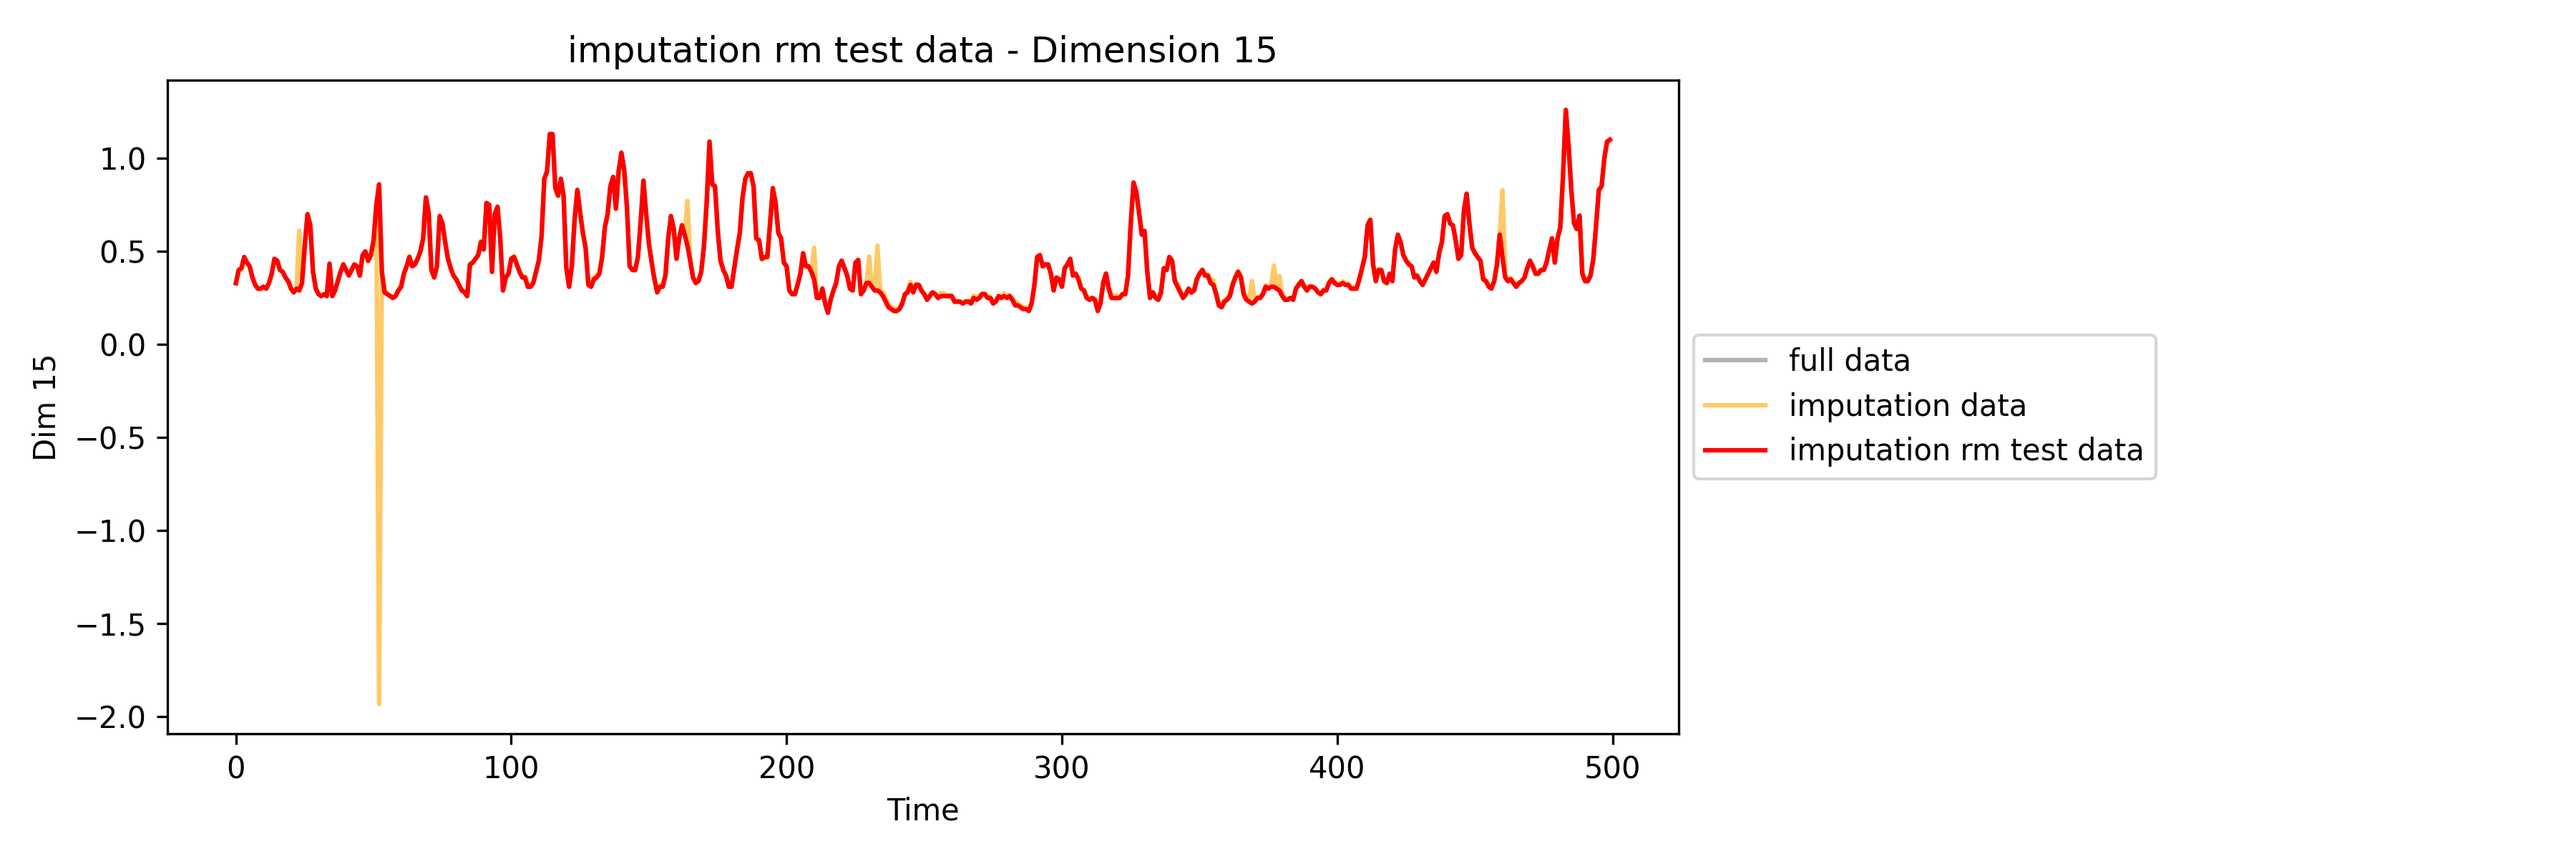 imputation rm test data - Dimension 15
1.0
0.5
0.0
−0.5
−1.0
−1.5
−2.0
Dim 15
0 100 200 300 400 500
Time
full data
imputation data
imputation rm test data